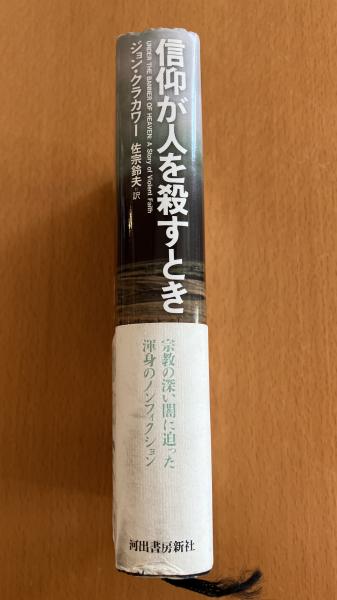 信仰が人を殺すとき
UNDER THE BANNER OF HEAVEN: A Story of Violent Faith
ジョン・クラカワー 佐宗鈴夫・訳
宗教の深い闇に迫った
渾身のノンフィクション
河出書房新社